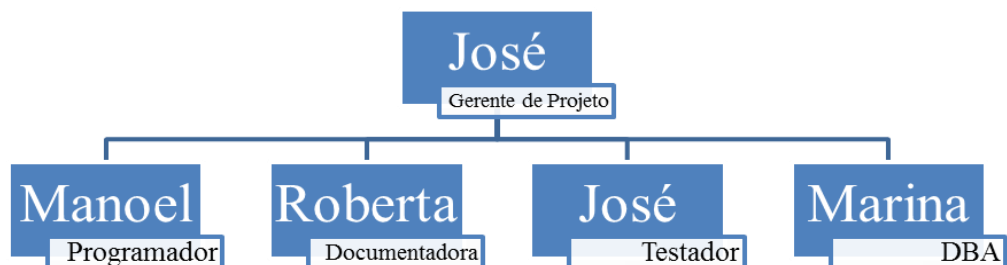 José
Gerente de Projeto
Manoel
Programador
Roberta
Documentadora
José
Testador
Marina
DBA